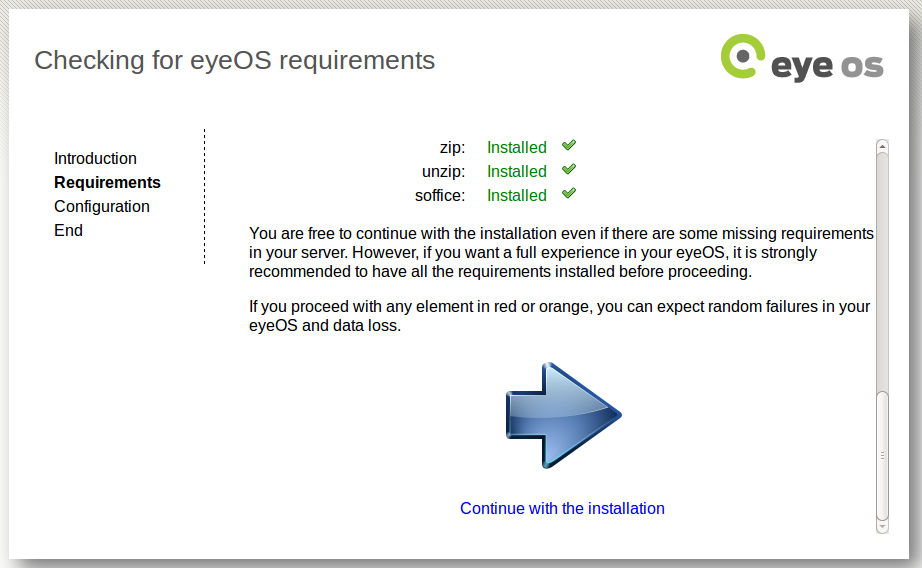 Checking for eyeOS requirements
eye os
Introduction
Requirements
Configuration
End
zip: Installed
unzip: Installed
soffice: Installed
You are free to continue with the installation even if there are some missing requirements
in your server. However, if you want a full experience in your eyeOS, it is strongly
recommended to have all the requirements installed before proceeding.
If you proceed with any element in red or orange, you can expect random failures in your
eyeOS and data loss.
Continue with the installation